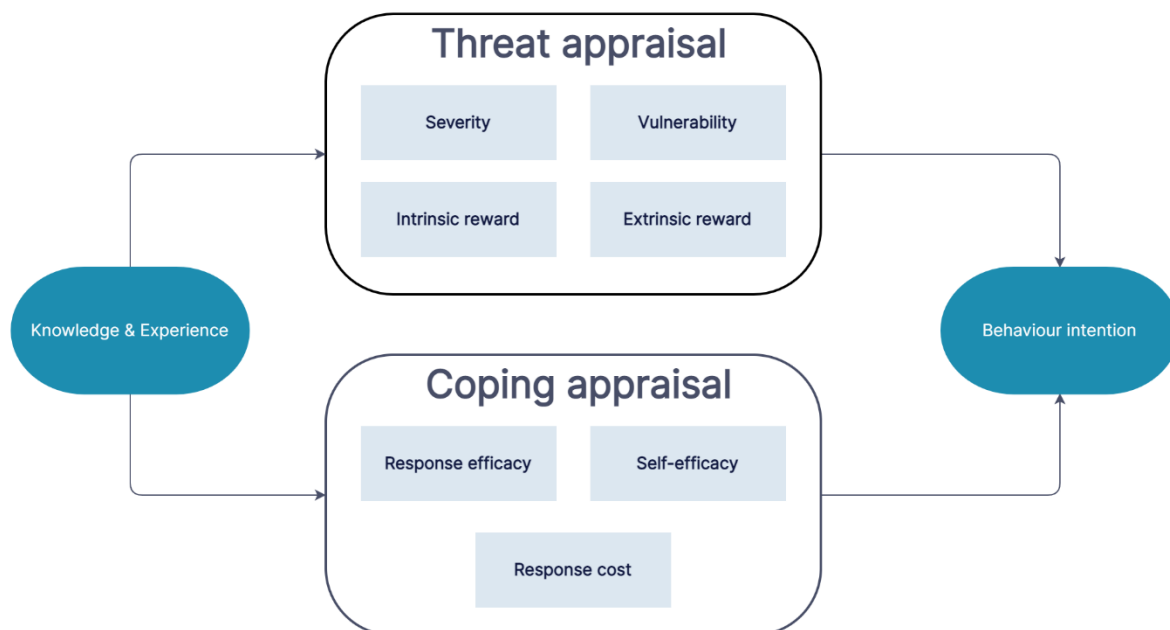 Threat appraisal
Severity
Vulnerability
Intrinsic reward
Extrinsic reward
Knowledge & Experience
Behaviour intention
Coping appraisal
Response efficacy
Self-efficacy
Response cost